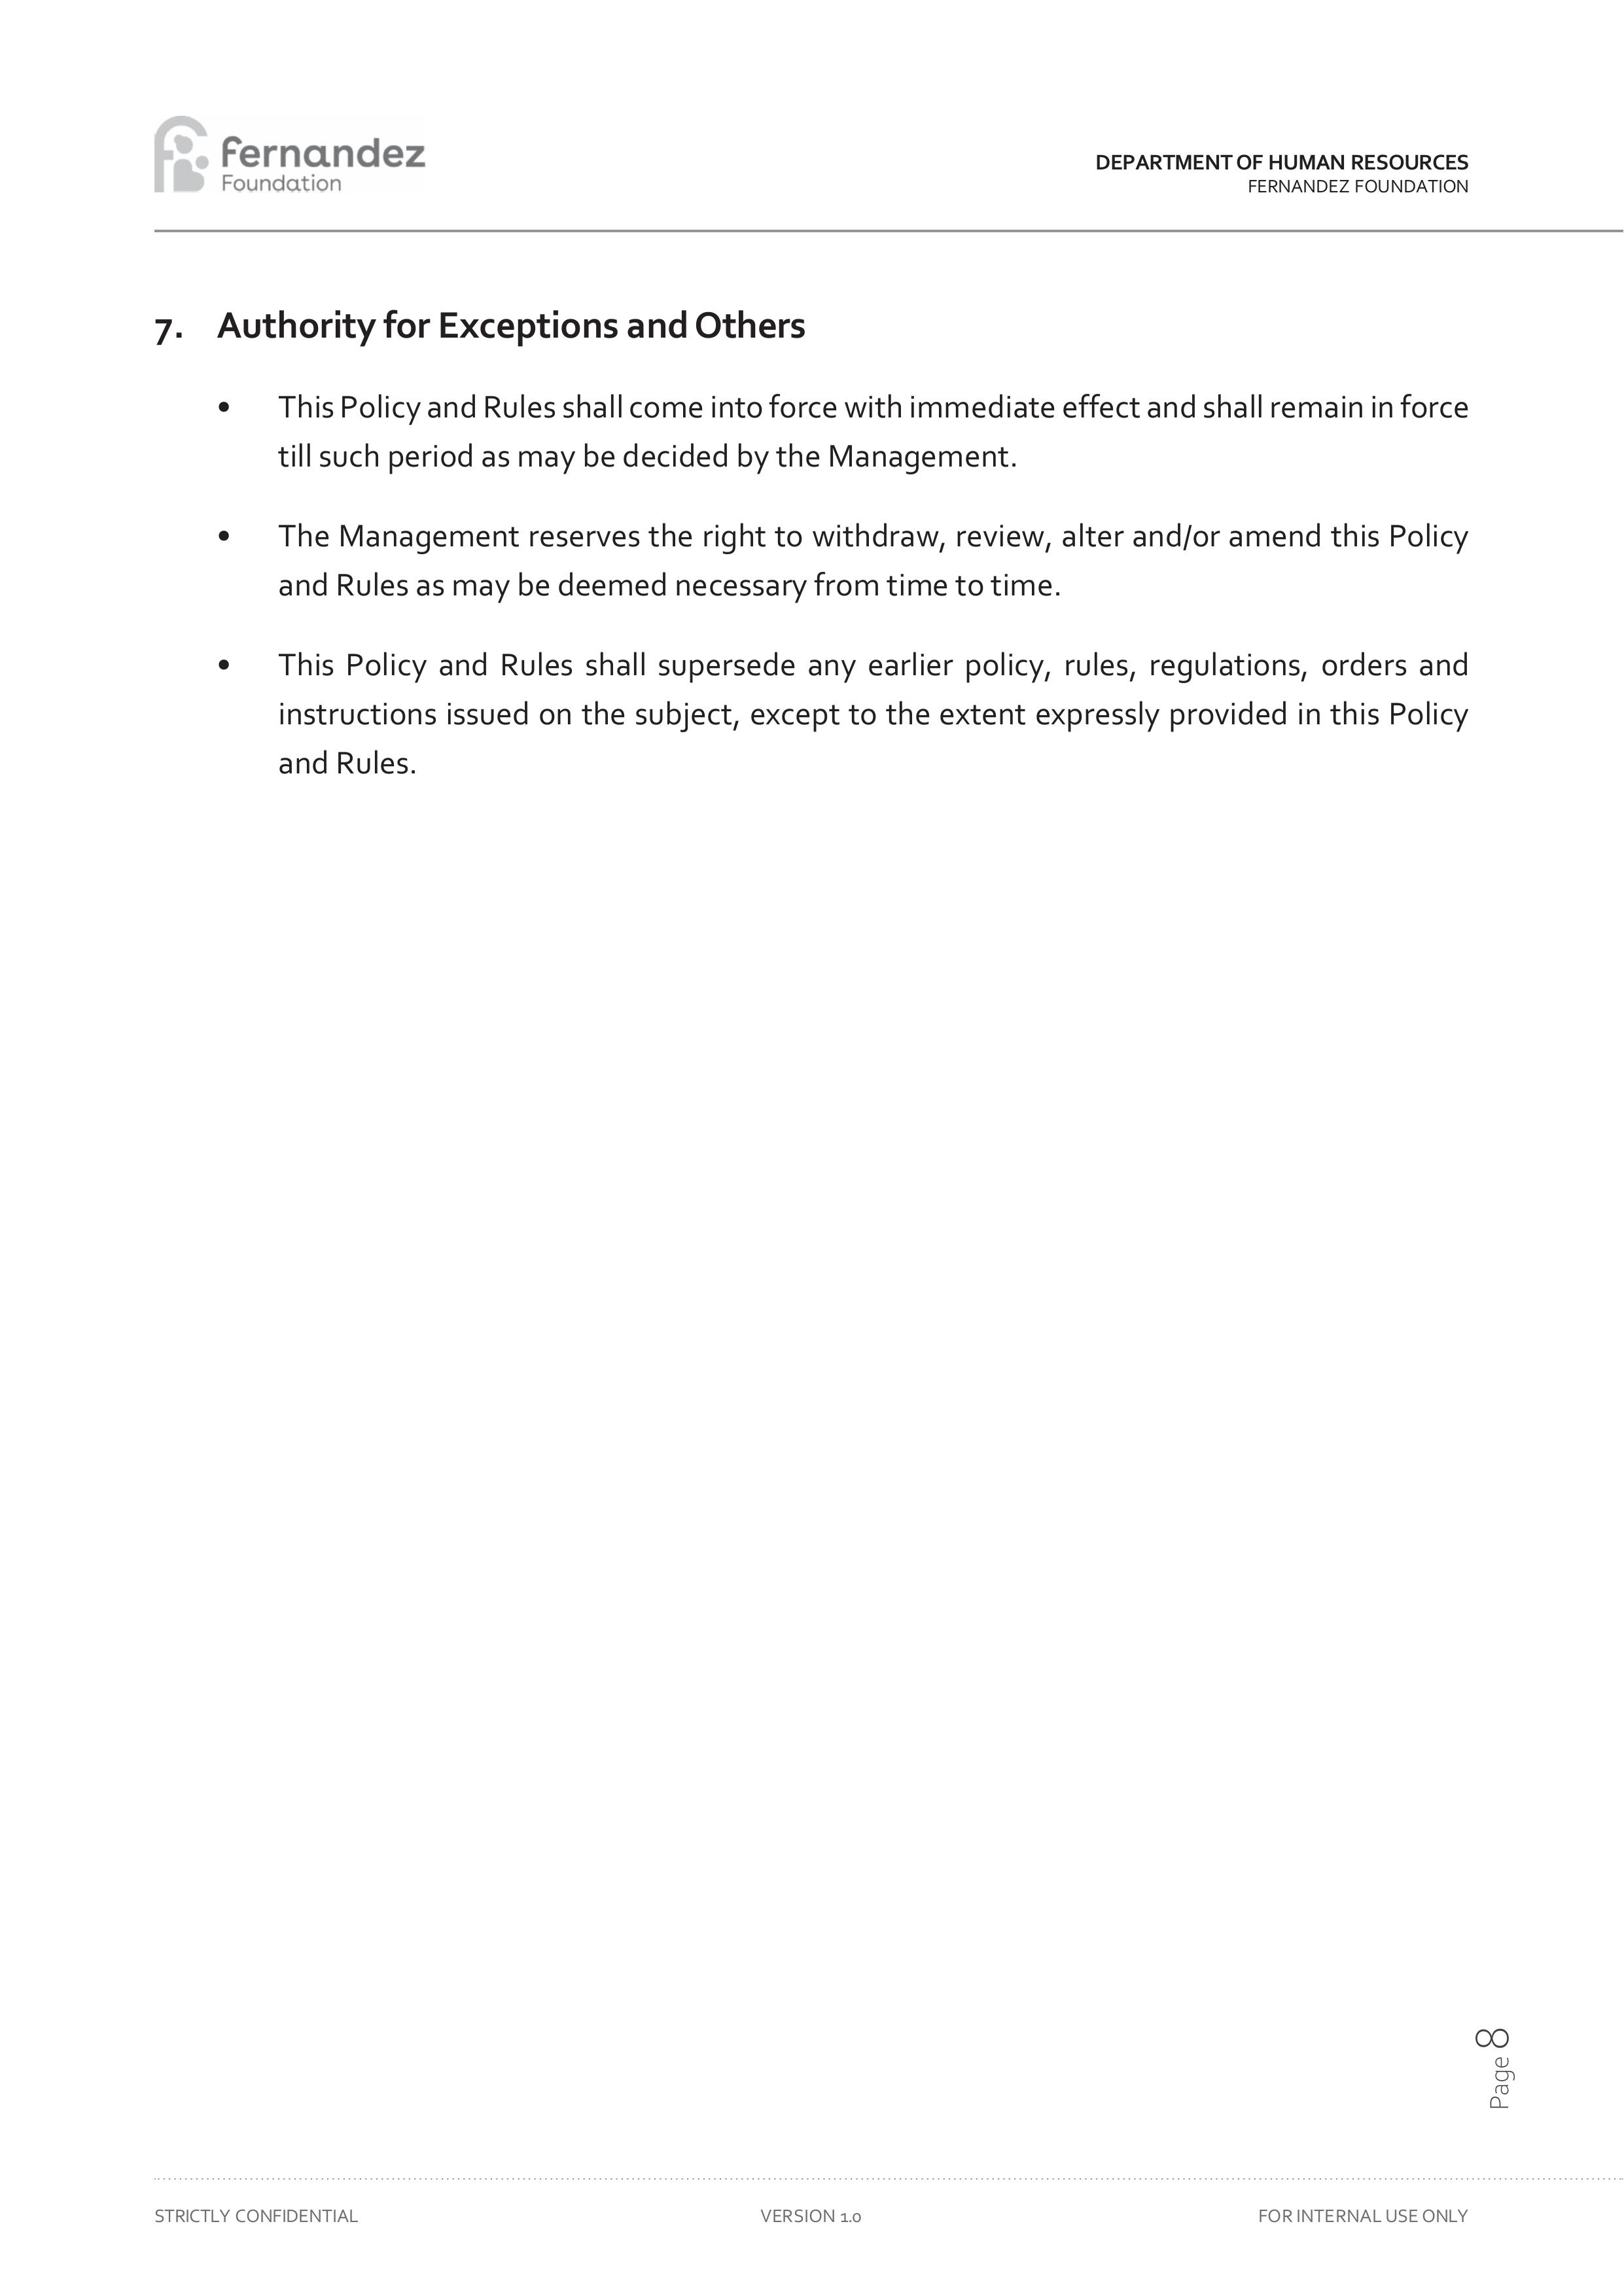 fernandez
Foundation
DEPARTMENT OF HUMAN RESOURCES
FERNANDEZ FOUNDATION
7. Authority for Exceptions and Others
• This Policy and Rules shall come into force with immediate effect and shall remain in force
till such period as may be decided by the Management.
• The Management reserves the right to withdraw, review, alter and/or amend this Policy
and Rules as may be deemed necessary from time to time.
• This Policy and Rules shall supersede any earlier policy, rules, regulations, orders and
instructions issued on the subject, except to the extent expressly provided in this Policy
and Rules.
Page 8
STRICTLY CONFIDENTIAL
VERSION 1.0
FOR INTERNAL USE ONLY